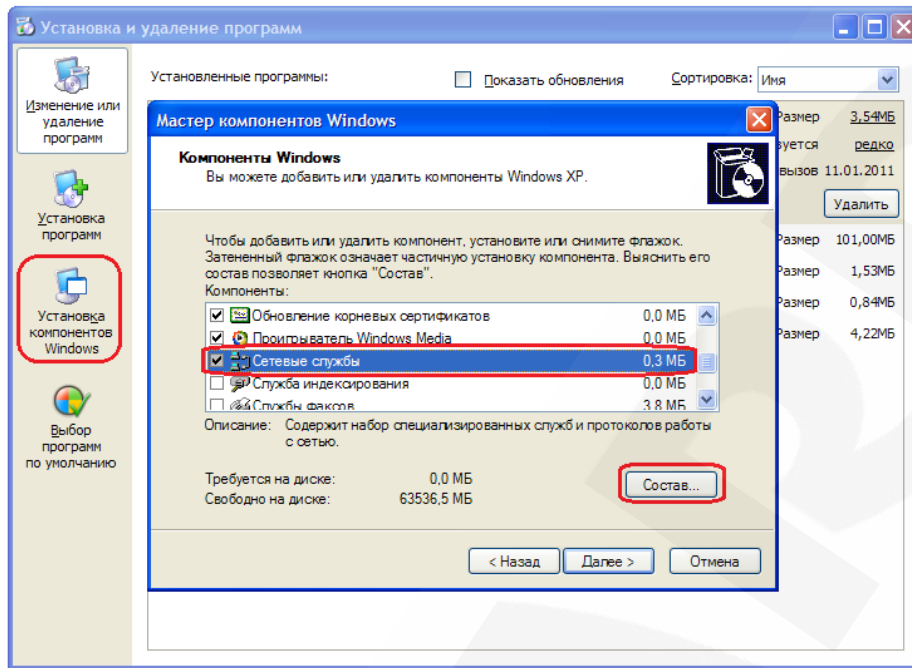 Установка и удаление программ
Изменение или
удаление
программ
Установка
программ
Установка
компонентов
Windows
Выбор
программ
по умолчанию
Установленные программы:
Показать обновления
Сортировка:
Имя
Размер 3,54МБ
зуется редко
вызов 11.01.2011
Удалить
Размер 101,00МБ
Размер 1,53МБ
Размер 0,84МБ
Размер 4,22МБ
Мастер компонентов Windows
Компоненты Windows
Вы можете добавить или удалить компоненты Windows XP.
Чтобы добавить или удалить компонент, установите или снимите флажок.
Затененный флажок означает частичную установку компонента. Выяснить его
состав позволяет кнопка "Состав".
Компоненты:
Обновление корневых сертификатов 0,0 МБ
Проигрыватель Windows Media 0,0 МБ
Сетевые службы 0,3 МБ
Служба индексирования 0,0 МБ
Службы факсов 3,8 МБ
Описание: Содержит набор специализированных служб и протоколов работы
с сетью.
Требуется на диске: 0,0 МБ
Свободно на диске: 63536,5 МБ
Состав...
< Назад
Далее >
Отмена